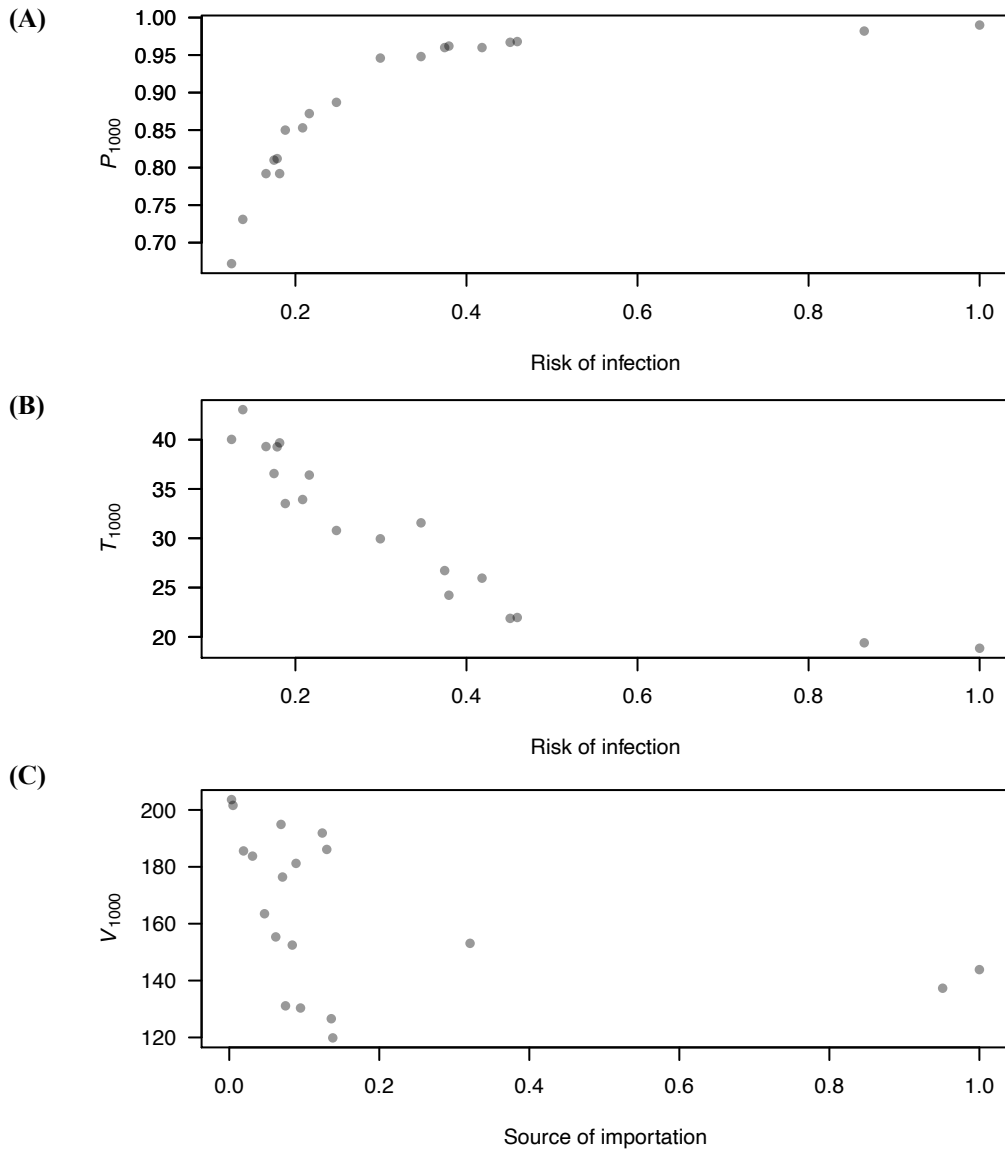 (A)
1.00
0.95
0.90
0.85
0.80
0.75
0.70
P1000
0.2 0.4 0.6 0.8 1.0
Risk of infection
(B)
40
35
30
25
20
T1000
0.2 0.4 0.6 0.8 1.0
Risk of infection
(C)
200
180
160
140
120
V1000
0.0 0.2 0.4 0.6 0.8 1.0
Source of importation